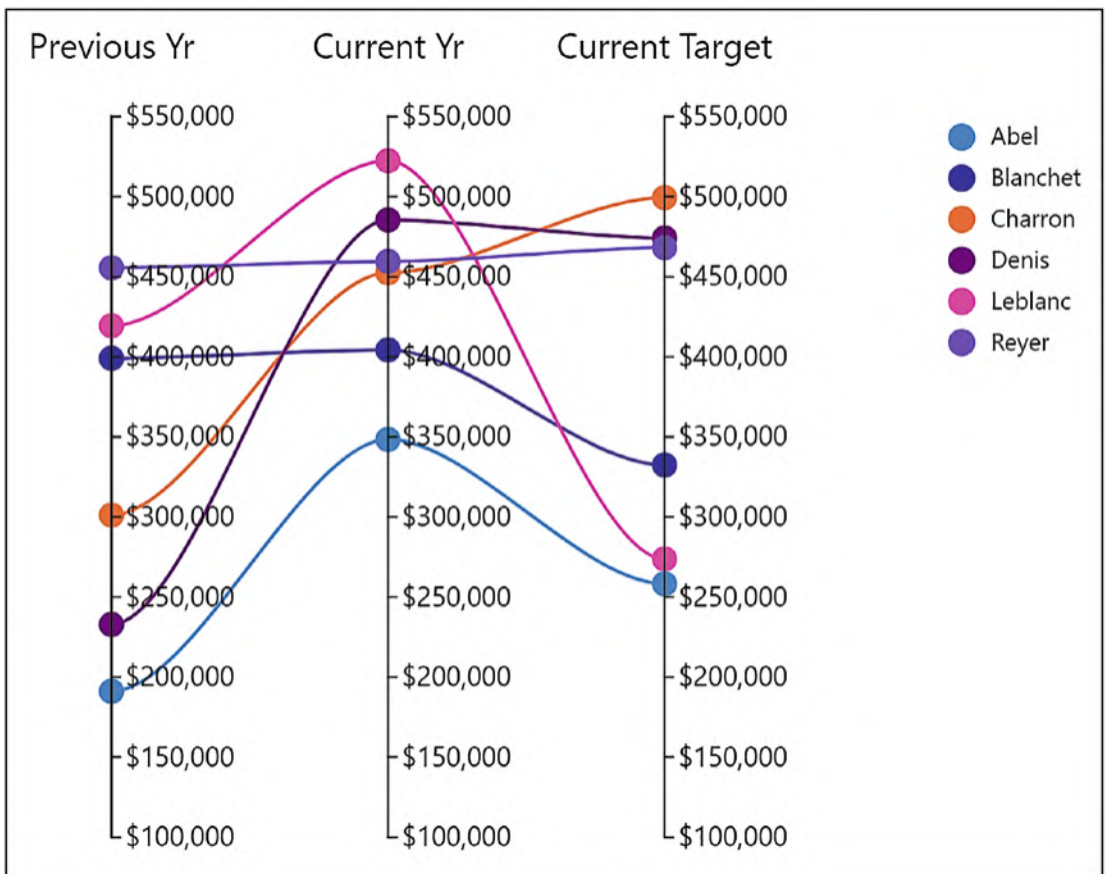 Previous Yr Current Yr Current Target
$550,000 $550,000 $550,000
Abel
Blanchet
$500,000 $500,000 $500,000
Charron
Denis
$450,000 $450,000 $450,000
Leblanc
Reyer
$400,000 $400,000 $400,000
$350,000 $350,000 $350,000
$300,000 $300,000 $300,000
$250,000 $250,000 $250,000
$200,000 $200,000 $200,000
$150,000 $150,000 $150,000
$100,000 $100,000 $100,000